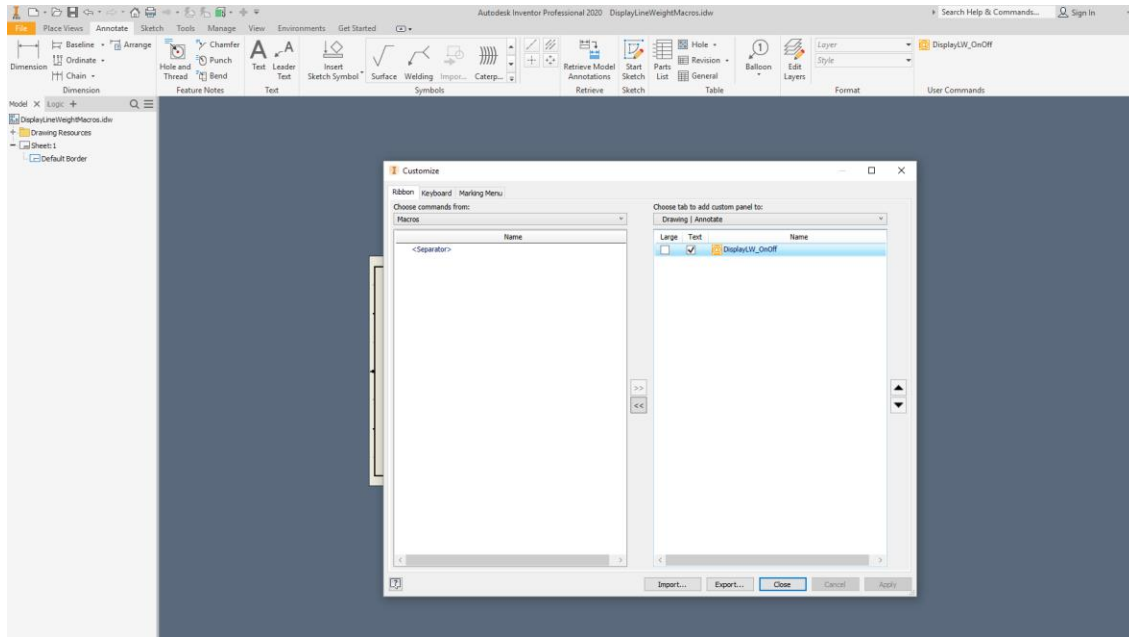 Autodesk Inventor Professional 2020 DisplayLineWeightMacros.idw
Search Help & Commands...
Sign In
File Place Views Annotate Sketch Tools Manage View Environments Get Started
Dimension
Baseline
Ordinate
Chain
Arrange
Dimension
Hole and Thread
Chamfer
Punch
Bend
Feature Notes
Text
Leader Text
Text
Insert Sketch Symbol
Surface
Welding
Impor...
Caterp...
Symbols
Retrieve Model Annotations
Retrieve
Start Sketch
Sketch
Parts List
Hole
Revision
General
Table
Balloon
Edit Layers
Layer
Style
Format
DisplayLW_OnOff
User Commands
Model Logic
DisplayLineWeightMacros.idw
Drawing Resources
Sheet:1
Default Border
Customize
Ribbon Keyboard Marking Menu
Choose commands from:
Macros
Name
<Separator>
Choose tab to add custom panel to:
Drawing | Annotate
Large Text Name
DisplayLW_OnOff
>>
<<
Import... Export... Close Cancel Apply